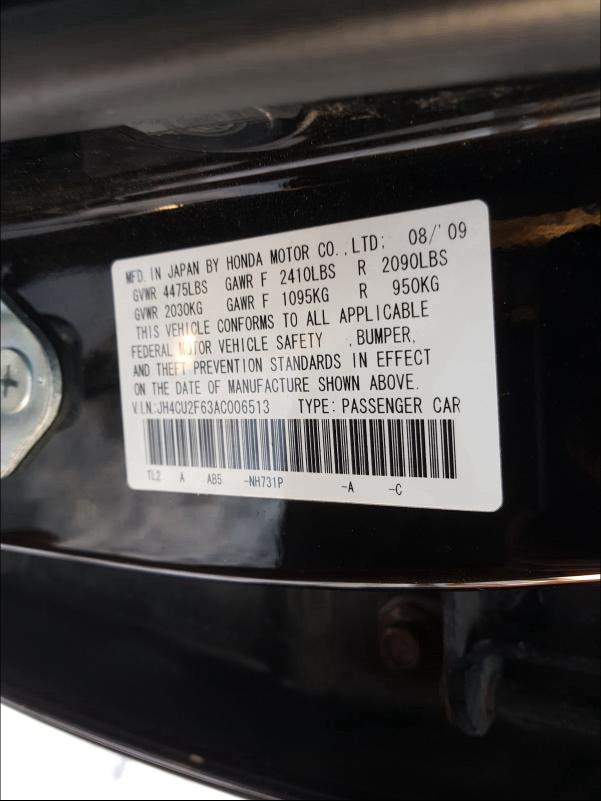 MFD. IN JAPAN BY HONDA MOTOR CO.,LTD; 08/'09
GVWR 4475LBS GAWR F 2410LBS R 2090LBS
GVWR 2030KG GAWR F 1095KG R 950KG
THIS VEHICLE CONFORMS TO ALL APPLICABLE
FEDERAL MOTOR VEHICLE SAFETY ,BUMPER,
AND THEFT PREVENTION STANDARDS IN EFFECT
ON THE DATE OF MANUFACTURE SHOWN ABOVE.
V.I.N:JH4CU2F63AC006513 TYPE: PASSENGER CAR
TL2 A AB5 -NH731P -A -C